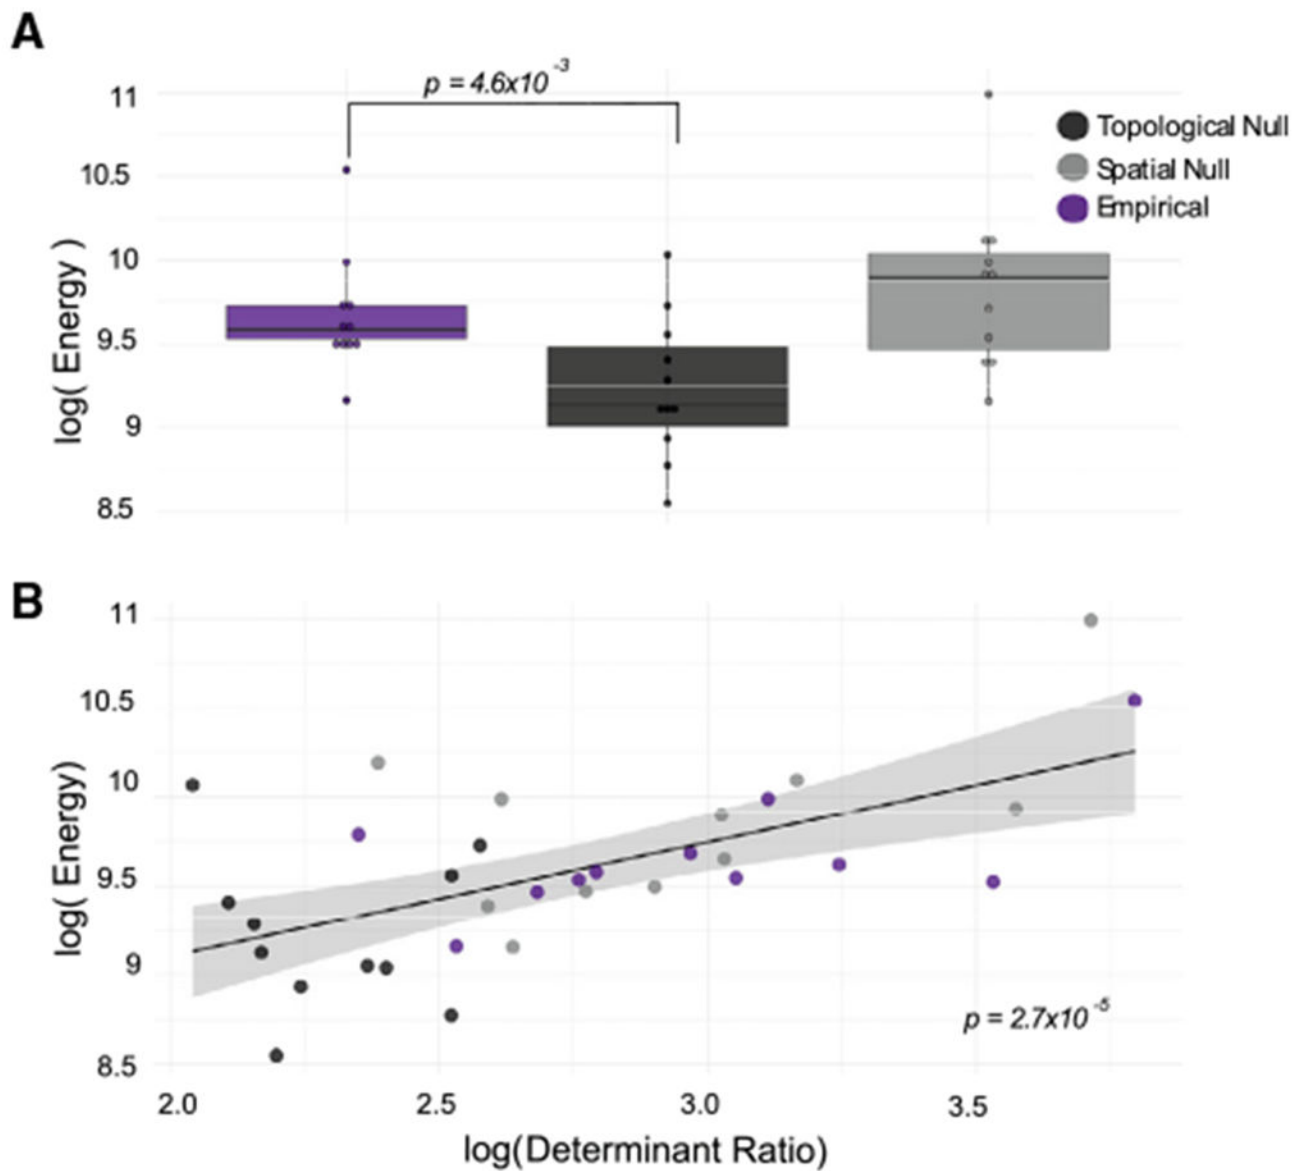 A
p = 4.6x10 -3
11
10.5
10
9.5
9
8.5
log( Energy )
Topological Null
Spatial Null
Empirical
B
11
10.5
10
9.5
9
8.5
log( Energy)
p = 2.7x10 -5
2.0 2.5 3.0 3.5
log(Determinant Ratio)